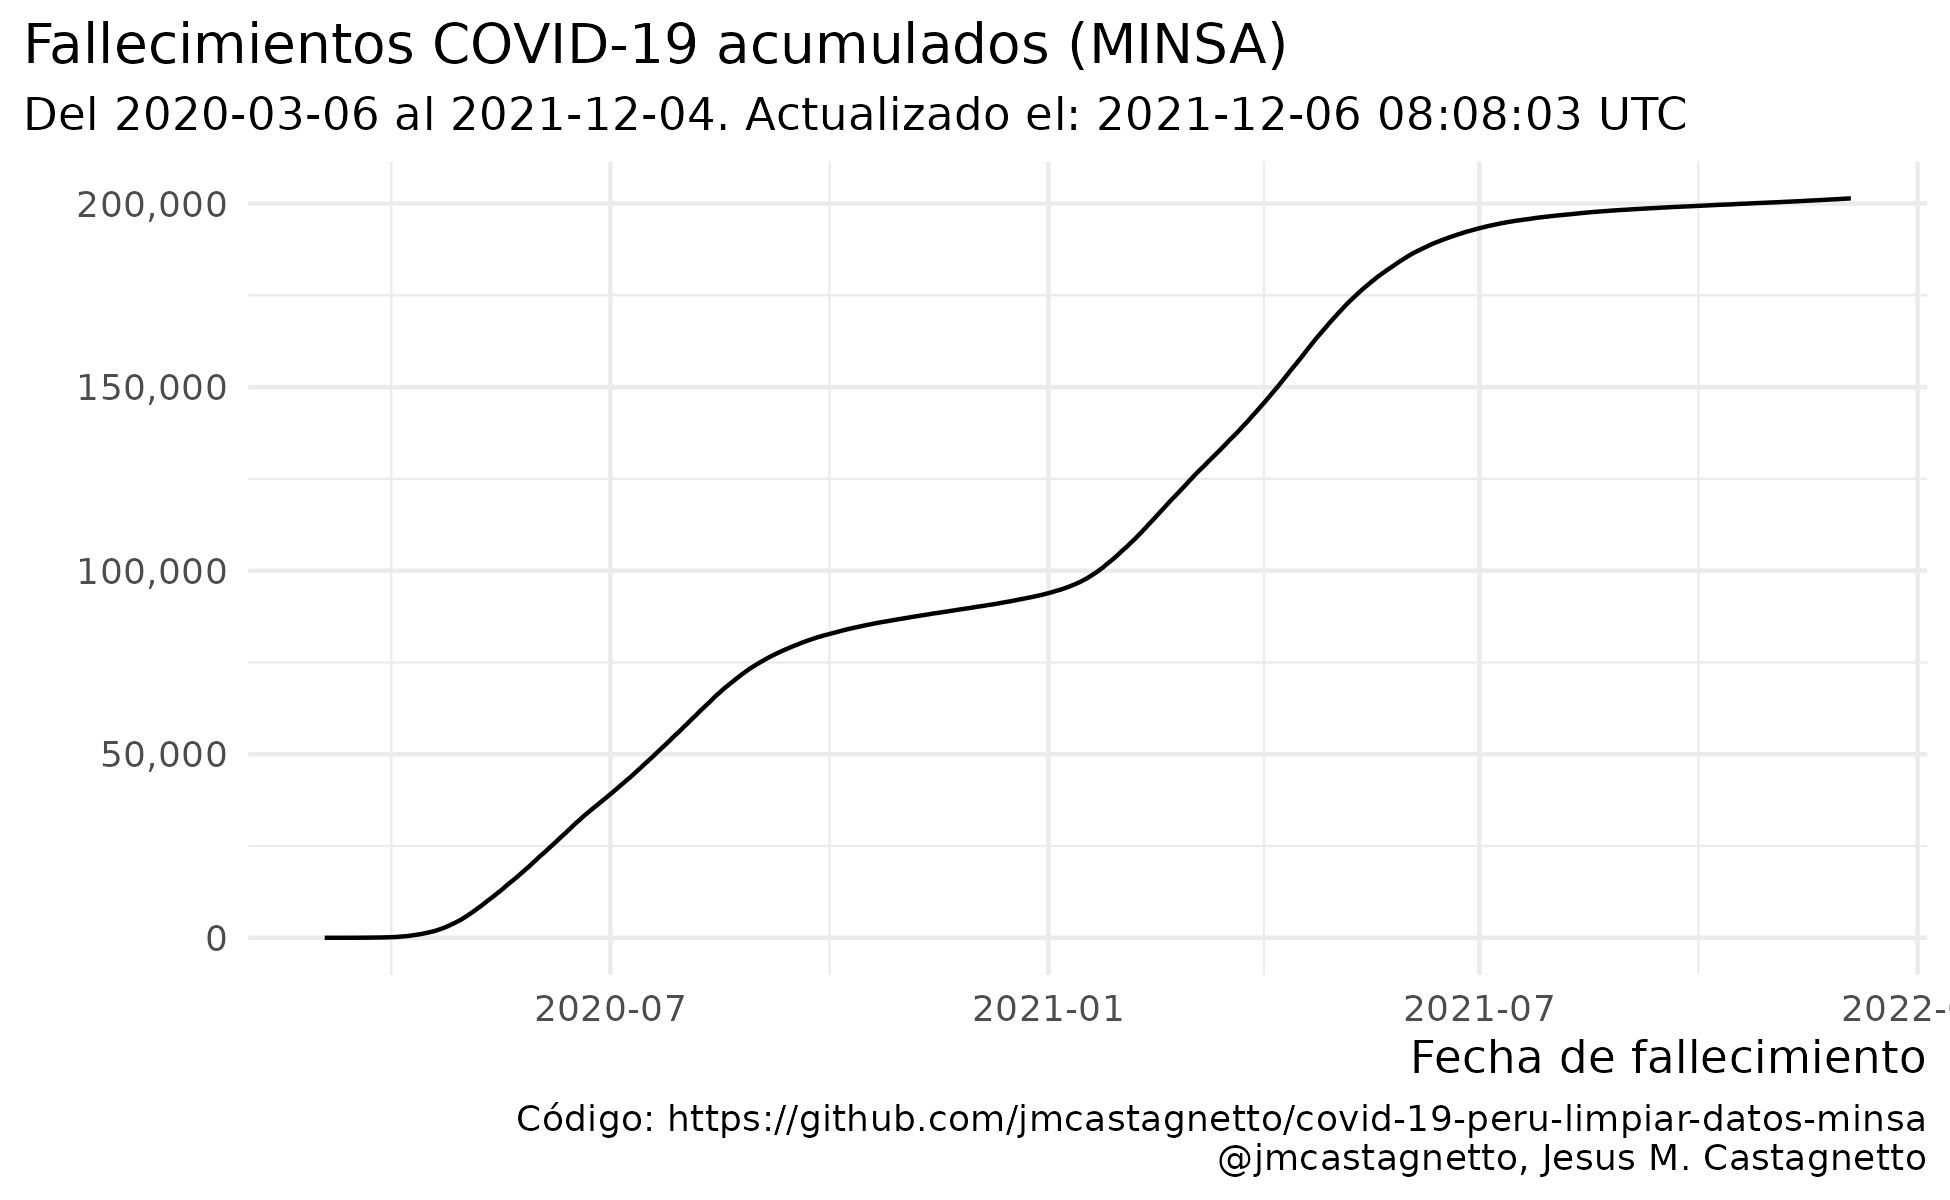 Fallecimientos COVID-19 acumulados (MINSA)
Del 2020-03-06 al 2021-12-04. Actualizado el: 2021-12-06 08:08:03 UTC
200,000
150,000
100,000
50,000
0
2020-07 2021-01 2021-07 2022-
Fecha de fallecimiento
Código: https://github.com/jmcastagnetto/covid-19-peru-limpiar-datos-minsa
@jmcastagnetto, Jesus M. Castagnetto